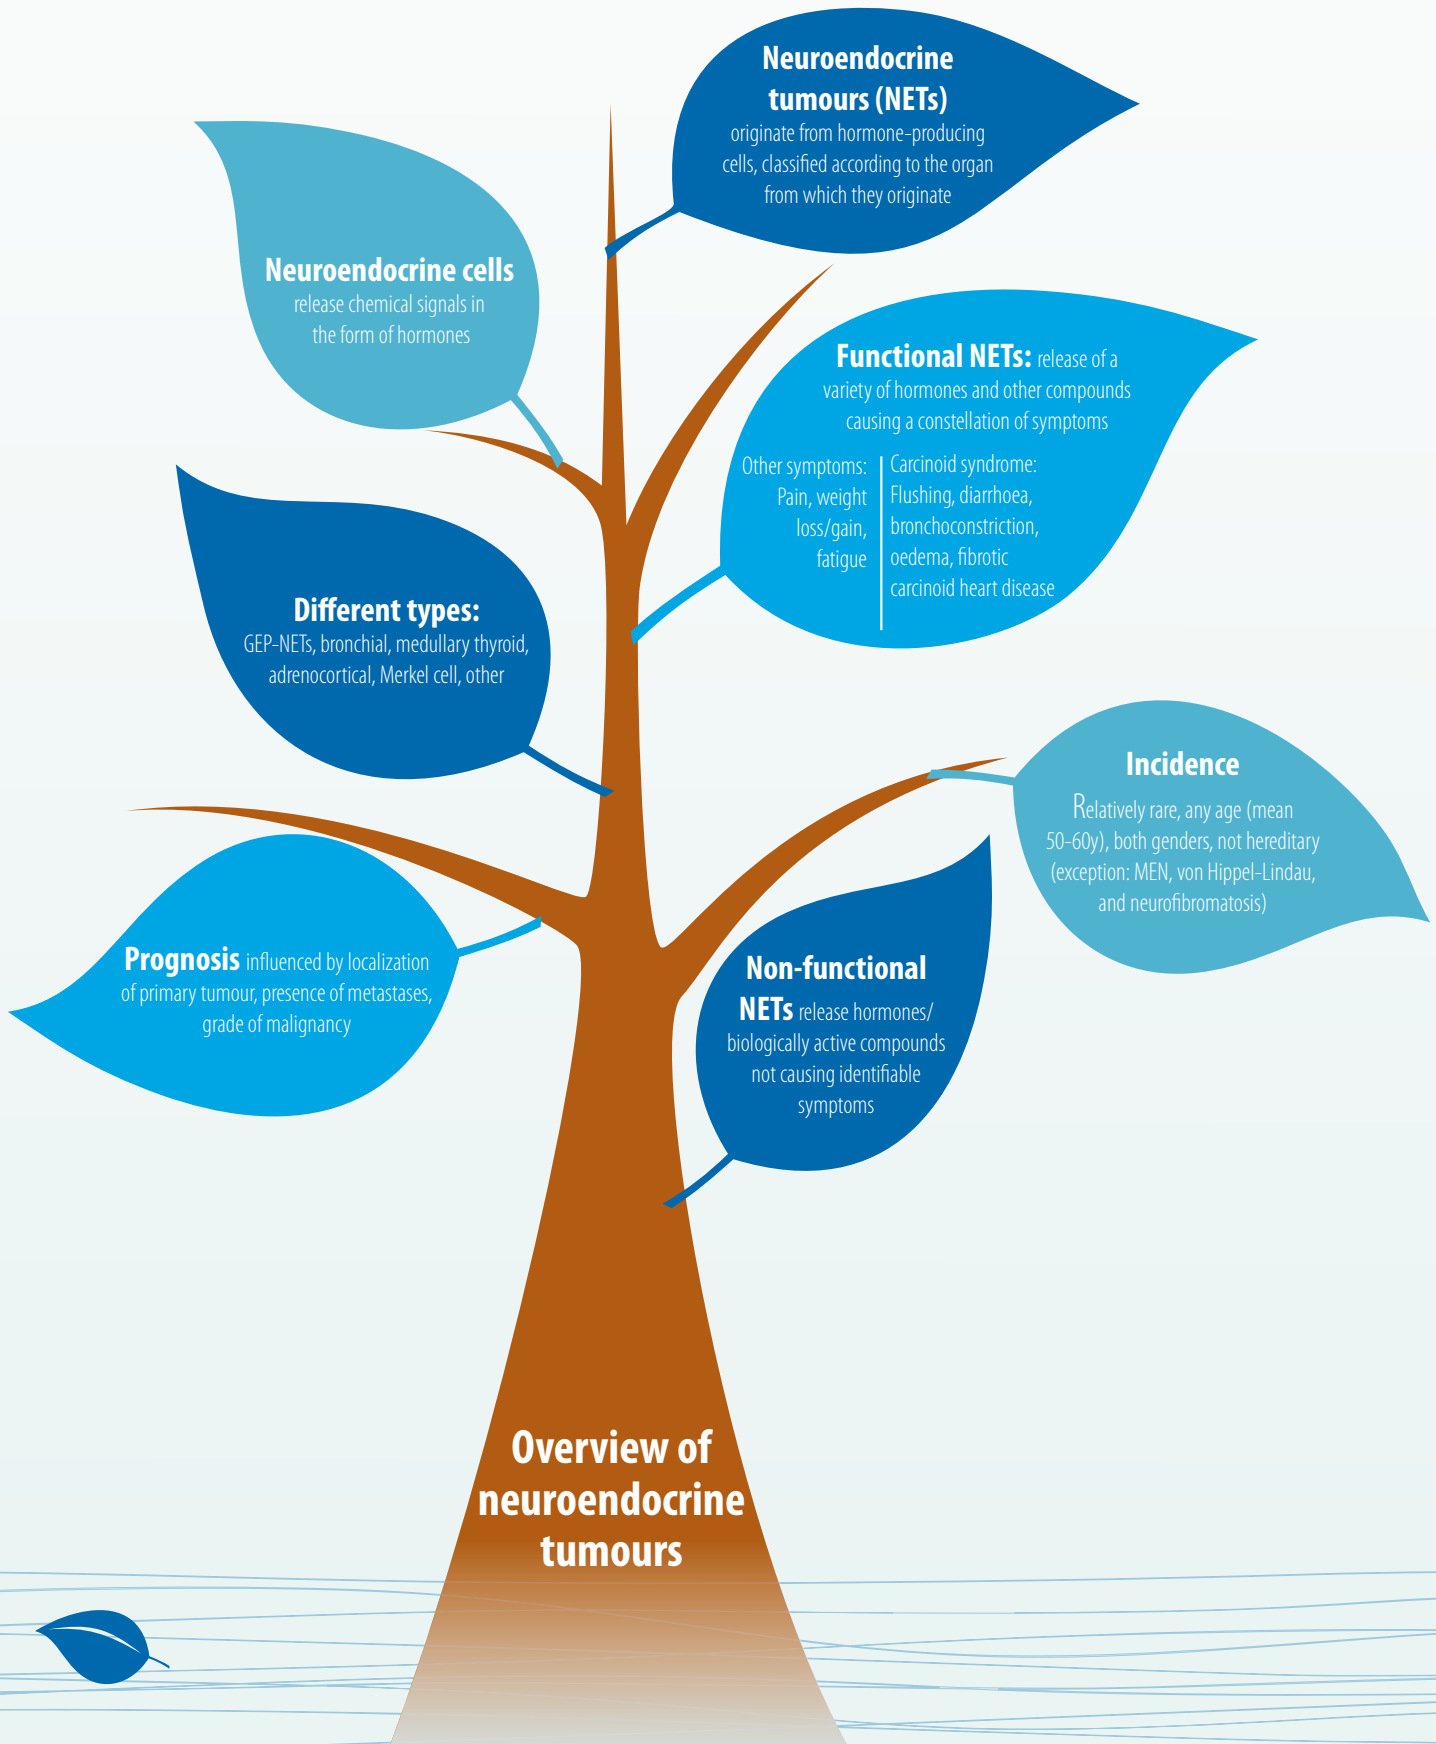 Neuroendocrine
tumours (NETs)
originate from hormone-producing
cells, classified according to the organ
from which they originate
Neuroendocrine cells
release chemical signals in
the form of hormones
Functional NETs: release of a
variety of hormones and other compounds
causing a constellation of symptoms
Other symptoms:
Pain, weight
loss/gain,
fatigue
Carcinoid syndrome:
Flushing, diarrhoea,
bronchoconstriction,
oedema, fibrotic
carcinoid heart disease
Different types:
GEP-NETs, bronchial, medullary thyroid,
adrenocortical, Merkel cell, other
Incidence
Relatively rare, any age (mean
50-60y), both genders, not hereditary
(exception: MEN, von Hippel-Lindau,
and neurofibromatosis)
Prognosis influenced by localization
of primary tumour, presence of metastases,
grade of malignancy
Non-functional
NETs release hormones/
biologically active compounds
not causing identifiable
symptoms
Overview of
neuroendocrine
tumours